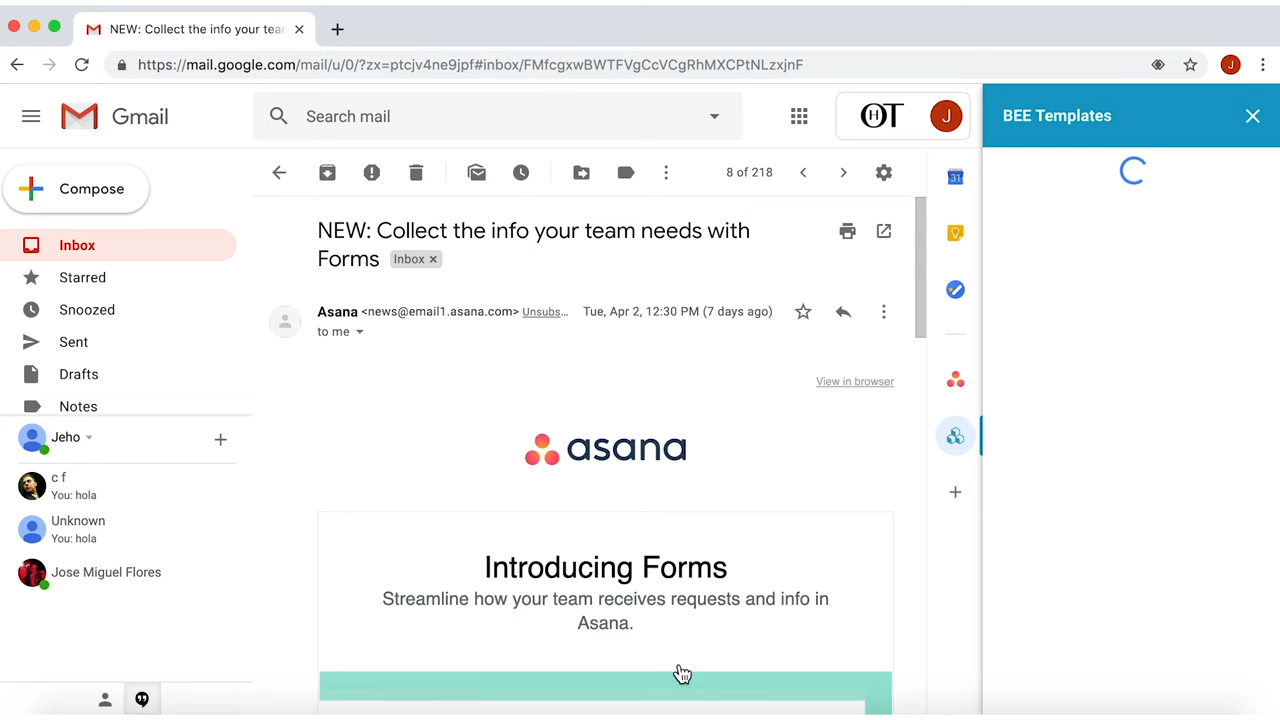 NEW: Collect the info your tear
https://mail.google.com/mail/u/0/?zx=ptcjv4ne9jpf#inbox/FMfcgxwBWTFVgCcVCgRhMXCPtNLzxjnF
J
Gmail
Search mail
OHT
J
BEE Templates
Compose
8 of 218
31
Inbox
Starred
Snoozed
Sent
Drafts
Notes
Jeho
c f
You: hola
Unknown
You: hola
Jose Miguel Flores
NEW: Collect the info your team needs with
Forms Inbox ×
Asana <news@email1.asana.com> Unsubs... Tue, Apr 2, 12:30 PM (7 days ago)
to me
View in browser
asana
Introducing Forms
Streamline how your team receives requests and info in
Asana.